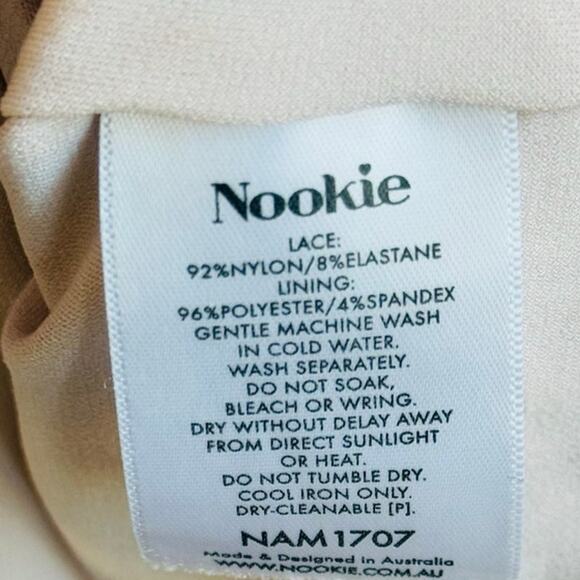 Nookie
LACE:
92%NYLON/8%ELASTANE
LINING:
96%POLYESTER/4%SPANDEX
GENTLE MACHINE WASH
IN COLD WATER.
WASH SEPARATELY.
DO NOT SOAK,
BLEACH OR WRING.
DRY WITHOUT DELAY AWAY
FROM DIRECT SUNLIGHT
OR HEAT.
DO NOT TUMBLE DRY.
COOL IRON ONLY.
DRY-CLEANABLE [P].
NAM1707
Made & Designed in Australia
WWW.NOOKIE.COM.AU